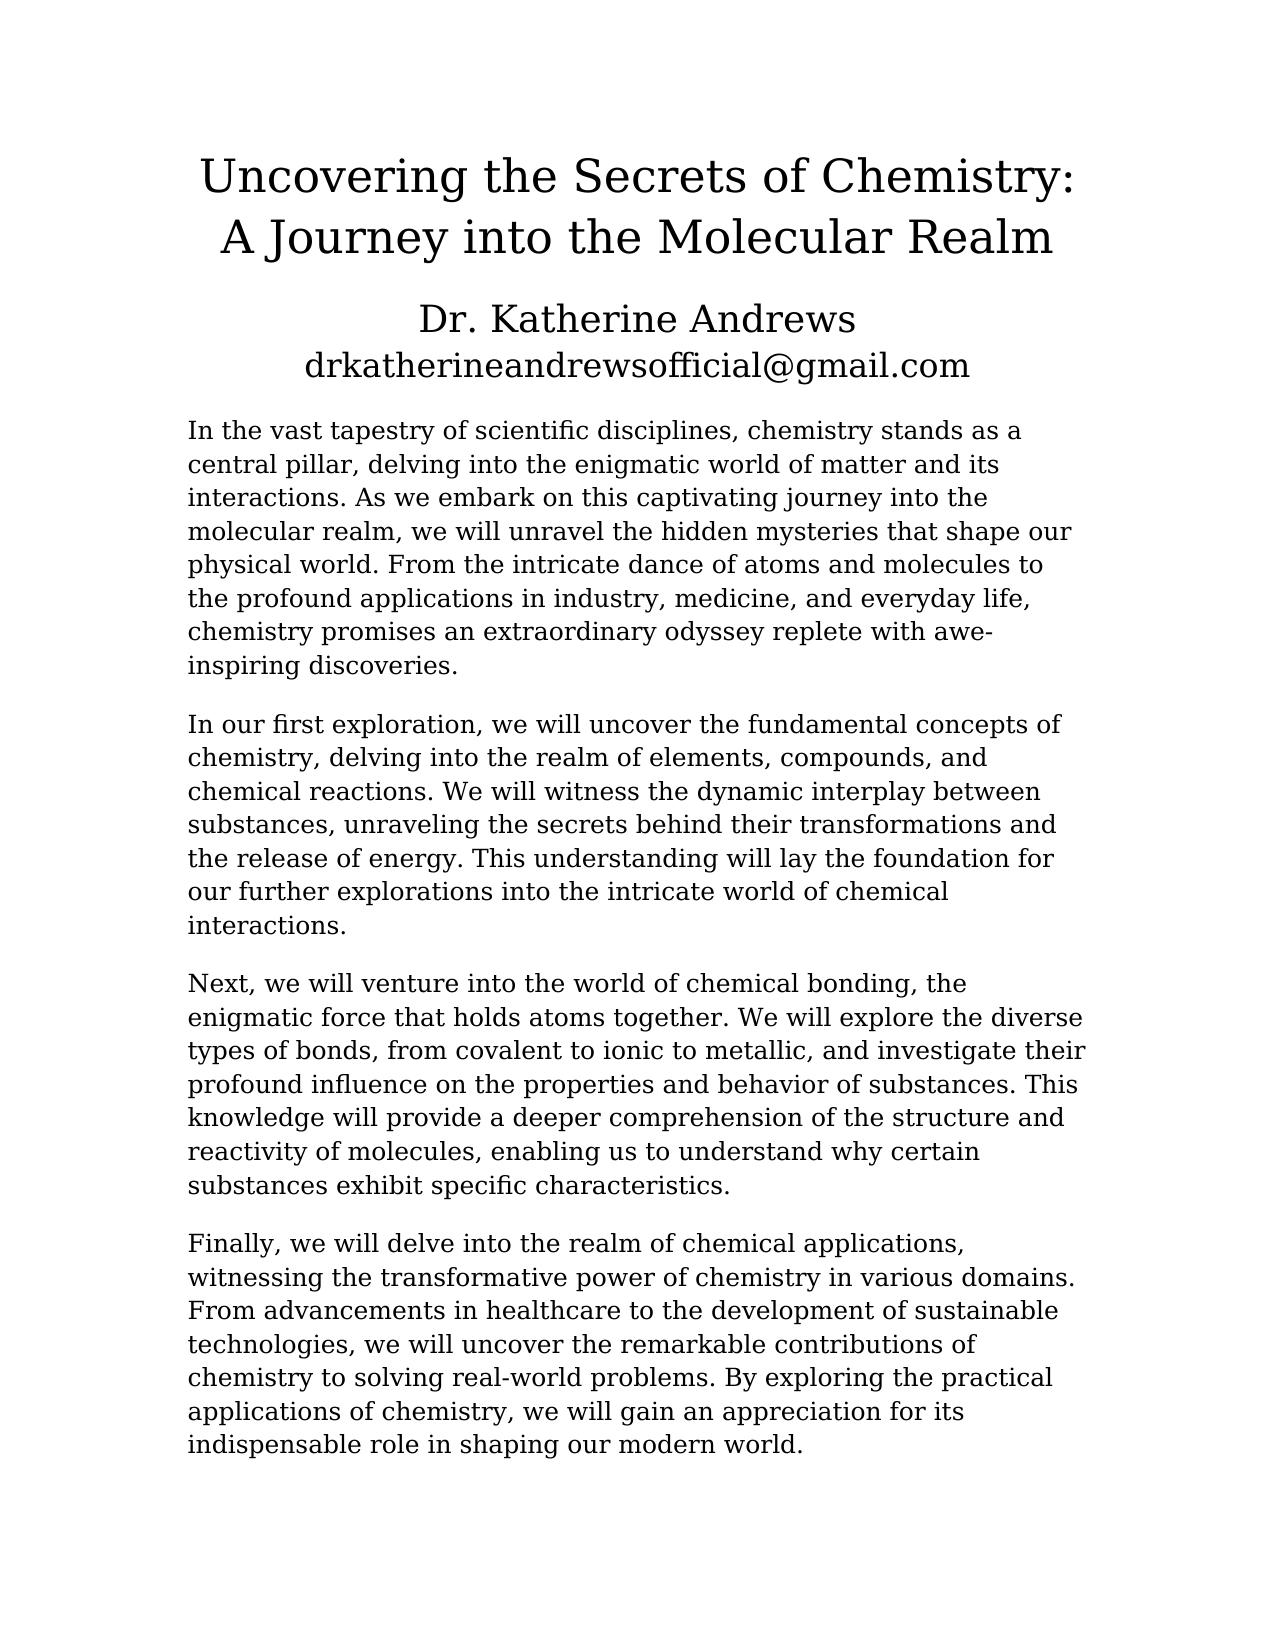 Uncovering the Secrets of Chemistry:
A Journey into the Molecular Realm
Dr. Katherine Andrews
drkatherineandrewsofficial@gmail.com
In the vast tapestry of scientific disciplines, chemistry stands as a
central pillar, delving into the enigmatic world of matter and its
interactions. As we embark on this captivating journey into the
molecular realm, we will unravel the hidden mysteries that shape our
physical world. From the intricate dance of atoms and molecules to
the profound applications in industry, medicine, and everyday life,
chemistry promises an extraordinary odyssey replete with awe-
inspiring discoveries.
In our first exploration, we will uncover the fundamental concepts of
chemistry, delving into the realm of elements, compounds, and
chemical reactions. We will witness the dynamic interplay between
substances, unraveling the secrets behind their transformations and
the release of energy. This understanding will lay the foundation for
our further explorations into the intricate world of chemical
interactions.
Next, we will venture into the world of chemical bonding, the
enigmatic force that holds atoms together. We will explore the diverse
types of bonds, from covalent to ionic to metallic, and investigate their
profound influence on the properties and behavior of substances. This
knowledge will provide a deeper comprehension of the structure and
reactivity of molecules, enabling us to understand why certain
substances exhibit specific characteristics.
Finally, we will delve into the realm of chemical applications,
witnessing the transformative power of chemistry in various domains.
From advancements in healthcare to the development of sustainable
technologies, we will uncover the remarkable contributions of
chemistry to solving real-world problems. By exploring the practical
applications of chemistry, we will gain an appreciation for its
indispensable role in shaping our modern world.